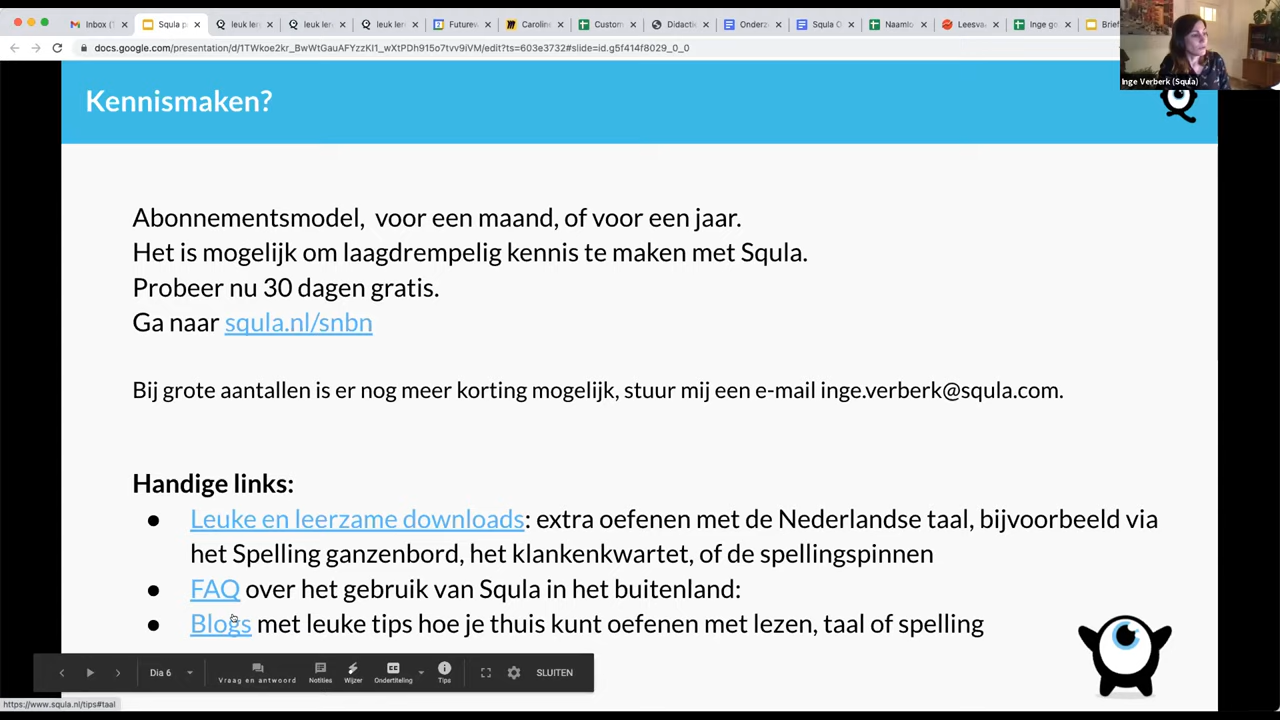 Inbox (1
Squla p
leuk ler
leuk ler
leuk ler
Futurew
Caroline
Custom
Didactie
Onderz
Squla O
Naamlo
Leesva
Inge go
Brief
docs.google.com/presentation/d/1TWkoe2kr_BwWtGauAFYzzKI1_wXtPDh915o7tvv9iVM/edit?ts=603e3732#slide=id.g5f414f8029_0_0
Inge Verberk (Squla)
Kennismaken?
Abonnementsmodel,  voor een maand, of voor een jaar.
Het is mogelijk om laagdrempelig kennis te maken met Squla.
Probeer nu 30 dagen gratis.
Ga naar squla.nl/snbn
Bij grote aantallen is er nog meer korting mogelijk, stuur mij een e-mail inge.verberk@squla.com.
Handige links:
● Leuke en leerzame downloads: extra oefenen met de Nederlandse taal, bijvoorbeeld via
het Spelling ganzenbord, het klankenkwartet, of de spellingspinnen
● FAQ over het gebruik van Squla in het buitenland:
● Blogs met leuke tips hoe je thuis kunt oefenen met lezen, taal of spelling
Dia 6
Vraag en antwoord
Notities
Wijzer
Ondertiteling
Tips
SLUITEN
https://www.squla.nl/tips#taal